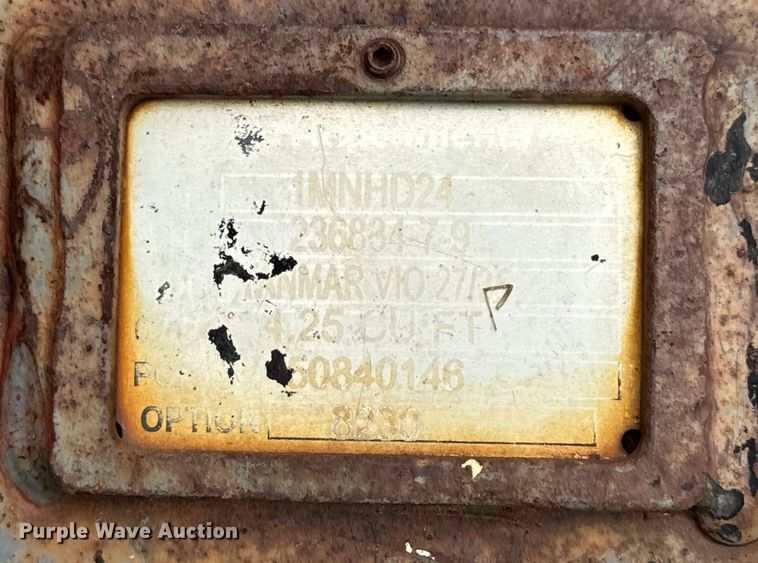 1MNHD24
236834-7-9
YANMAR VIO 27/35
4.25 CU FT
50840146
OPTION 8230
Purple Wave Auction